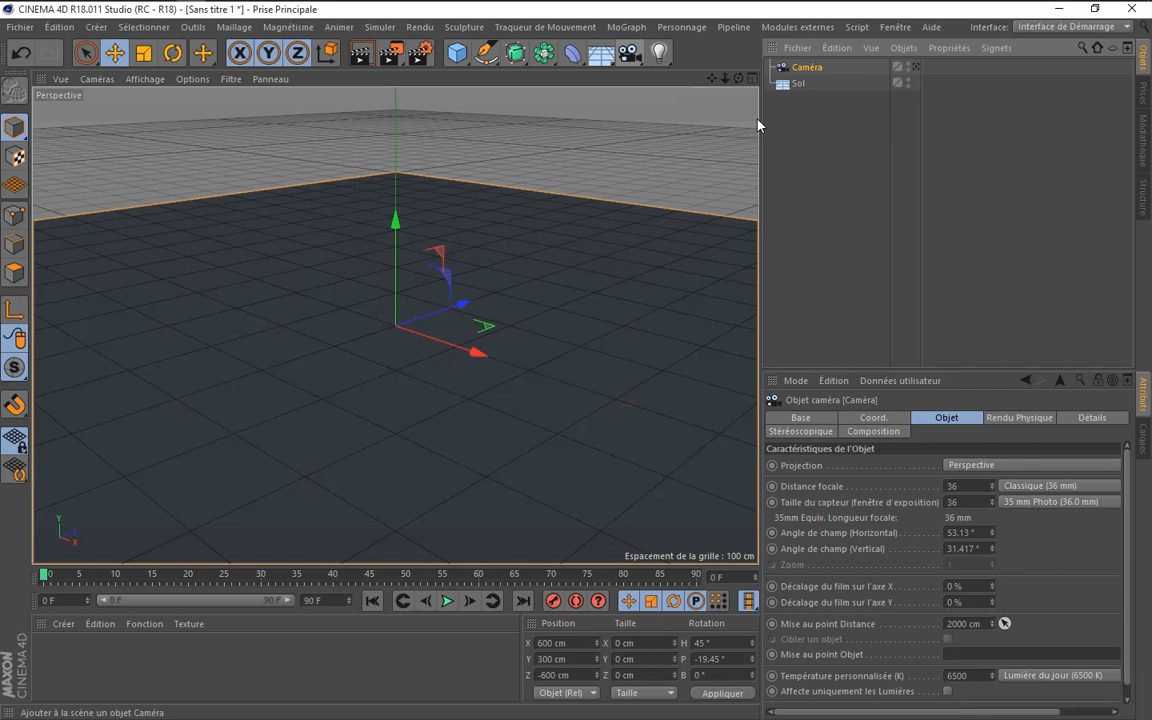 CINEMA 4D R18.011 Studio (RC - R18) - [Sans titre 1 *] - Prise Principale
Fichier Édition Créer Sélectionner Outils Maillage Magnétisme Animer Simuler Rendu Sculpture Traqueur de Mouvement MoGraph Personnage Pipeline Modules externes Script Fenêtre Aide Interface: Interface de Démarrage
X Y Z
Fichier Édition Vue Objets Propriétés Signets
Vue Caméras Affichage Options Filtre Panneau
Perspective
Caméra
Sol
Objets
Prises
Médiathèque
Structure
S
Y
Z
X
Espacement de la grille : 100 cm
Mode Édition Données utilisateur
Objet caméra [Caméra]
Base Coord. Objet Rendu Physique Détails
Stéréoscopique Composition
Caractéristiques de l'Objet
Projection Perspective
Distance focale 36 Classique (36 mm)
Taille du capteur (fenêtre d'exposition) 36 35 mm Photo (36.0 mm)
35mm Equiv. Longueur focale: 36 mm
Angle de champ (Horizontal) 53.13 °
Angle de champ (Vertical) 31.417 °
Zoom 1
Décalage du film sur l'axe X 0 %
Décalage du film sur l'axe Y 0 %
Mise au point Distance 2000 cm
Cibler un objet
Mise au point Objet
Température personnalisée (K) 6500 Lumière du jour (6500 K)
Affecte uniquement les Lumières
Attributs
Calques
0 5 10 15 20 25 30 35 40 45 50 55 60 65 70 75 80 85 90 0 F
0 F 0 F 90 F 90 F
P
Créer Édition Fonction Texture
Position Taille Rotation
X 600 cm X 0 cm H 45 °
Y 300 cm Y 0 cm P -19.45 °
Z -600 cm Z 0 cm B 0 °
Objet (Rel) Taille Appliquer
MAXON
CINEMA 4D
Ajouter à la scène un objet Caméra